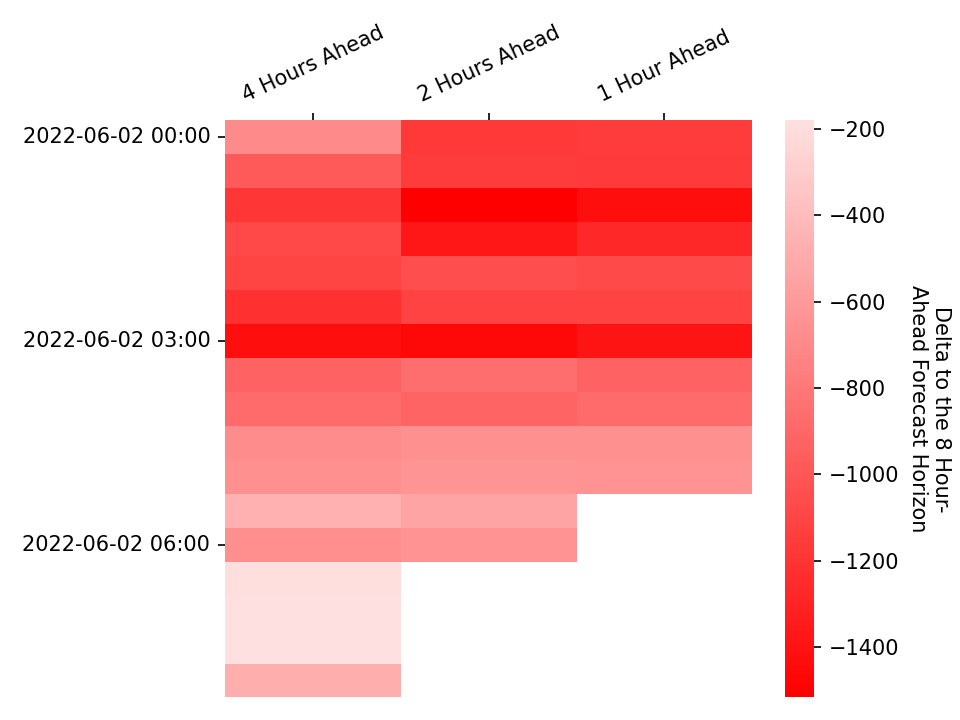 4 Hours Ahead
2 Hours Ahead
1 Hour Ahead
2022-06-02 00:00
2022-06-02 03:00
2022-06-02 06:00
−200
−400
−600
−800
−1000
−1200
−1400
Delta to the 8 Hour-
Ahead Forecast Horizon